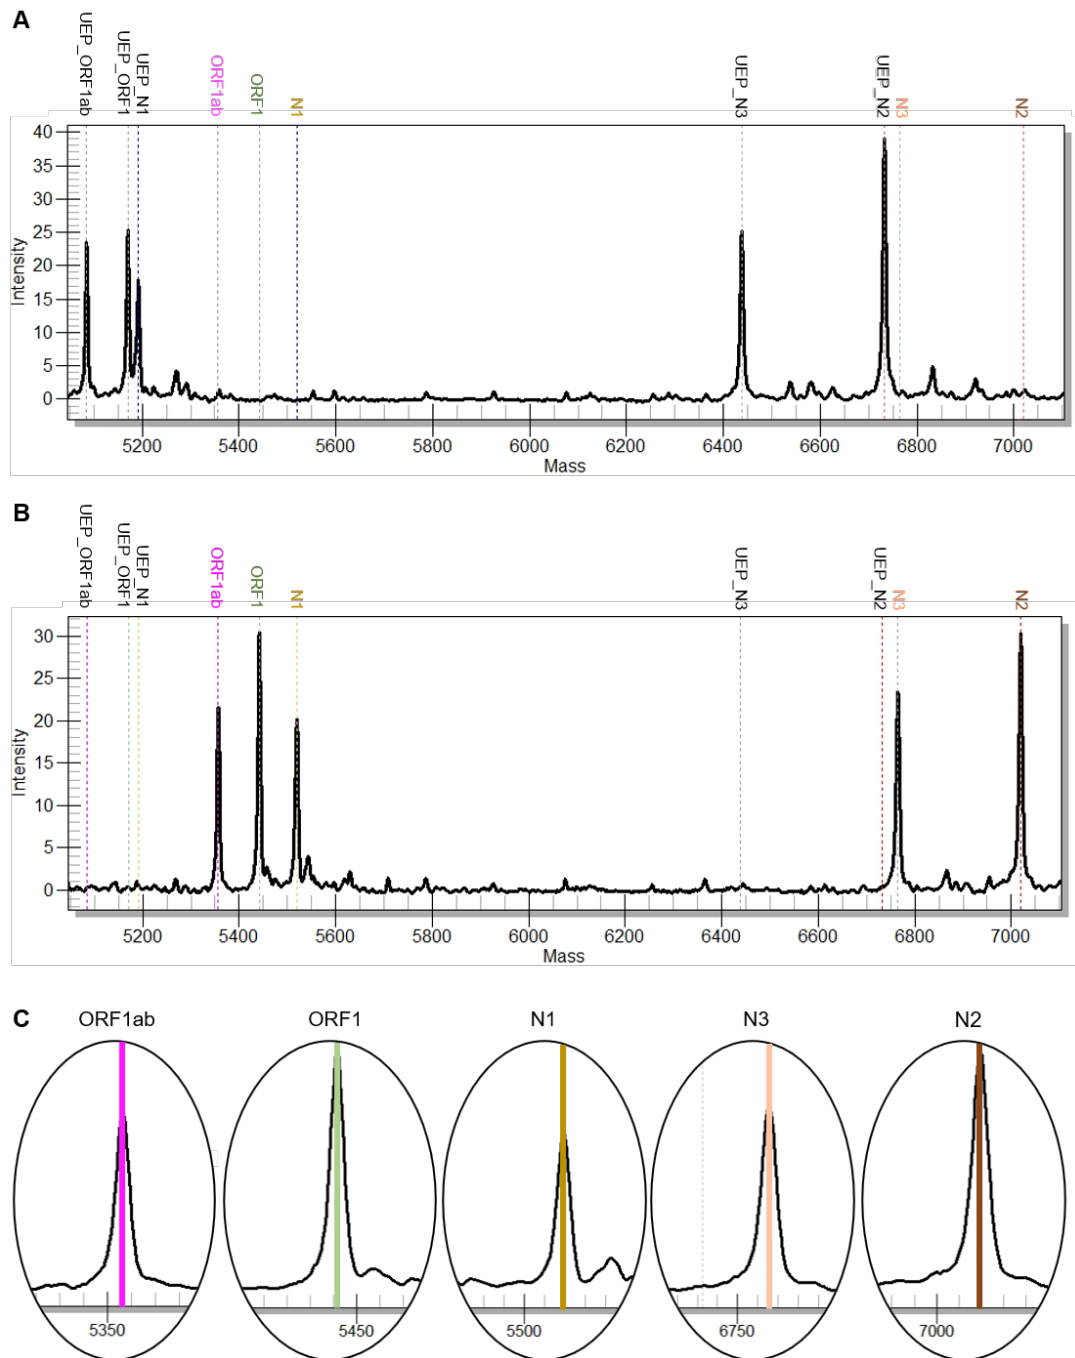 A
UEP_ORF1ab
UEP_ORF1
UEP_N1
ORF1ab
ORF1
N1
UEP_N3
UEP_N2
N3
N2
Intensity
40
35
30
25
20
15
10
5
0
5200 5400 5600 5800 6000 6200 6400 6600 6800 7000
Mass
B
UEP_ORF1ab
UEP_ORF1
UEP_N1
ORF1ab
ORF1
N1
UEP_N3
UEP_N2
N3
N2
Intensity
30
25
20
15
10
5
0
5200 5400 5600 5800 6000 6200 6400 6600 6800 7000
Mass
C
ORF1ab ORF1 N1 N3 N2
5350 5450 5500 6750 7000